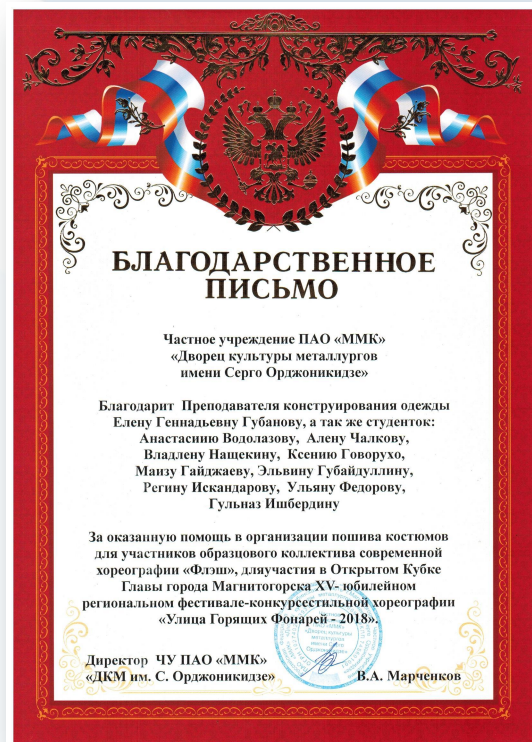 БЛАГОДАРСТВЕННОЕ
ПИСЬМО
Частное учреждение ПАО «ММК»
«Дворец культуры металлургов
имени Серго Орджоникидзе»
Благодарит Преподавателя конструирования одежды
Елену Геннадьевну Губанову, а так же студенток:
Анастасиию Водолазову, Алену Чалкову,
Владлену Нащекину, Ксению Говорухо,
Маизу Гайджаеву, Эльвину Губайдуллину,
Регину Искандарову, Ульяну Федорову,
Гульназ Ишбердину
За оказанную помощь в организации пошива костюмов
для участников образцового коллектива современной
хореографии «Флэш», дляучастия в Открытом Кубке
Главы города Магнитогорска XV- юбилейном
региональном фестивале-конкурсестильной хореографии
«Улица Горящих Фонарей - 2018».
Директор ЧУ ПАО «ММК»
«ДКМ им. С. Орджоникидзе» В.А. Марченков